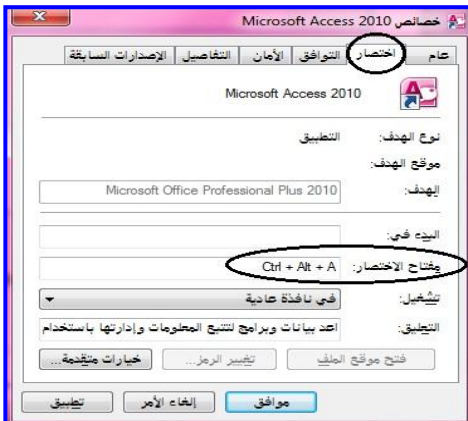 خصائص Microsoft Access 2010
عام اختصار التوافق الأمان التفاصيل الإصدارات السابقة
Microsoft Access 2010
نوع الهدف: التطبيق
موقع الهدف:
الهدف: Microsoft Office Professional Plus 2010
البدء في:
مفتاح الاختصار: Ctrl + Alt + A
تشغيل: في نافذة عادية
التعليق: اعد بيانات وبرامج لتتبع المعلومات وإدارتها باستخدام
فتح موقع الملف تغيير الرمز... خيارات متقدمة...
موافق إلغاء الأمر تطبيق